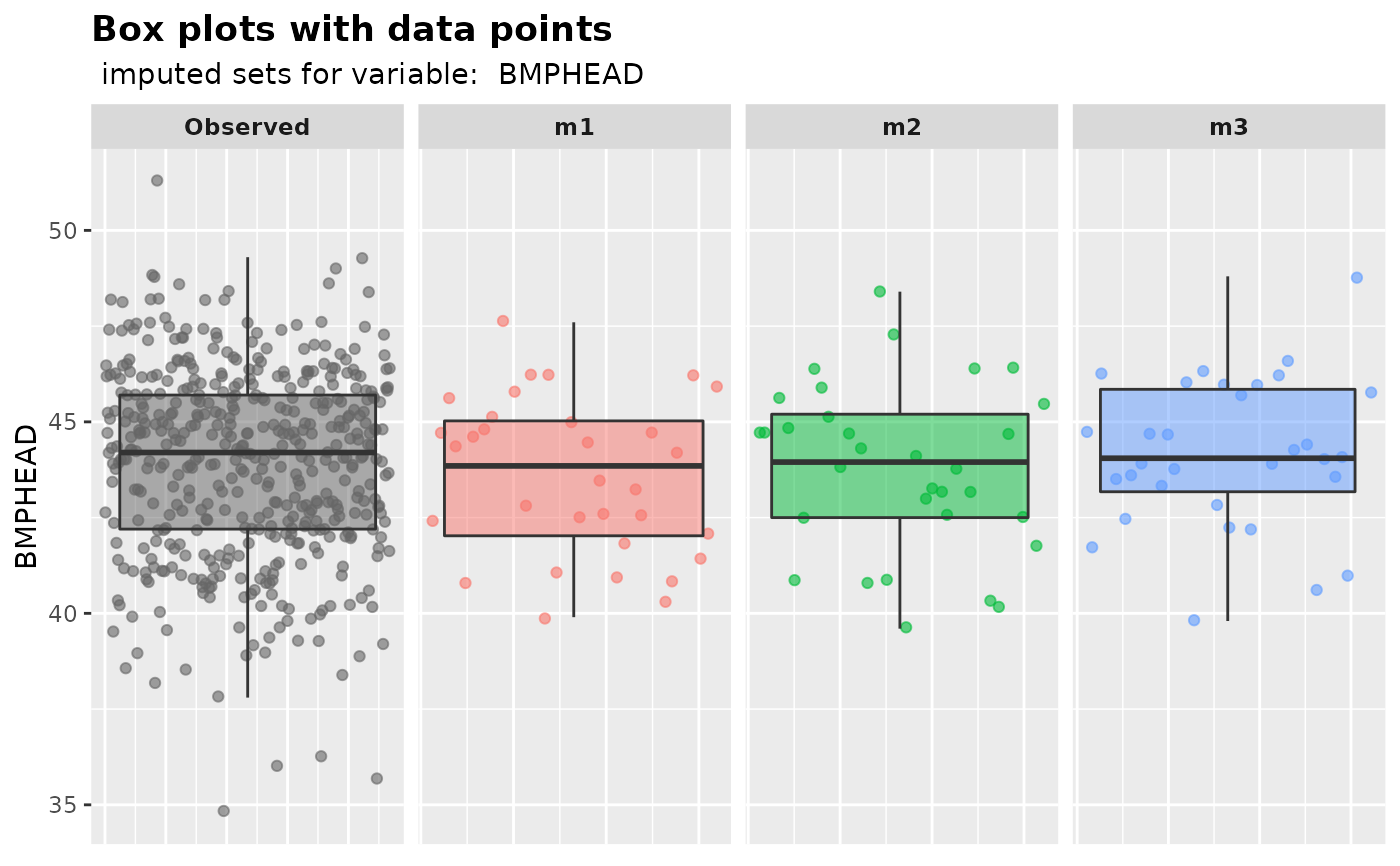 Box plots with data points
imputed sets for variable:  BMPHEAD
Observed
m1
m2
m3
BMPHEAD
50
45
40
35